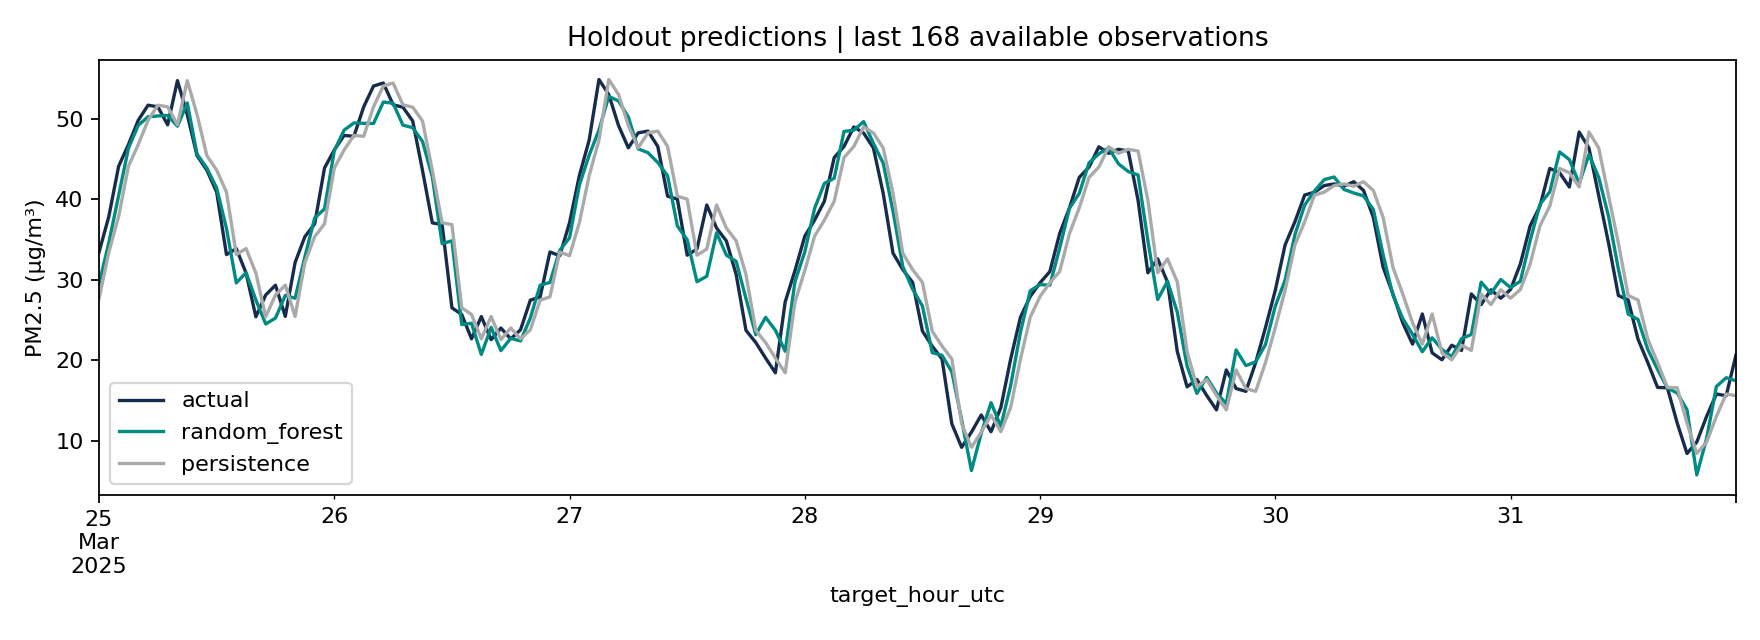 Holdout predictions | last 168 available observations
PM2.5 (µg/m³)
50
40
30
20
10
actual
random_forest
persistence
25 26 27 28 29 30 31
Mar
2025
target_hour_utc